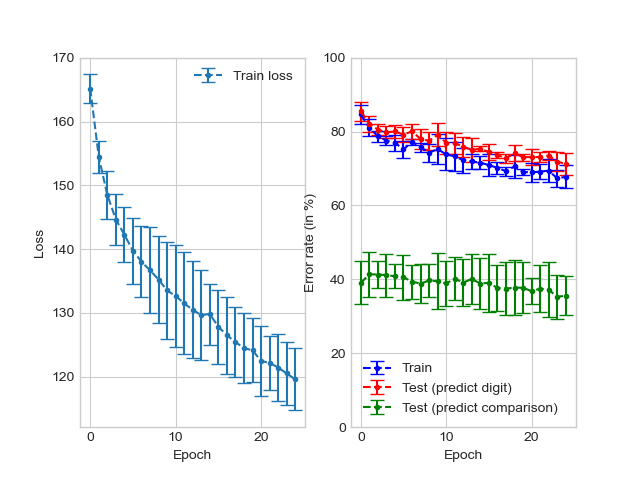 170
160
150
140
130
120
Loss
0
10
20
Epoch
Train loss
100
80
60
40
20
0
Error rate (in %)
0
10
20
Epoch
Train
Test (predict digit)
Test (predict comparison)